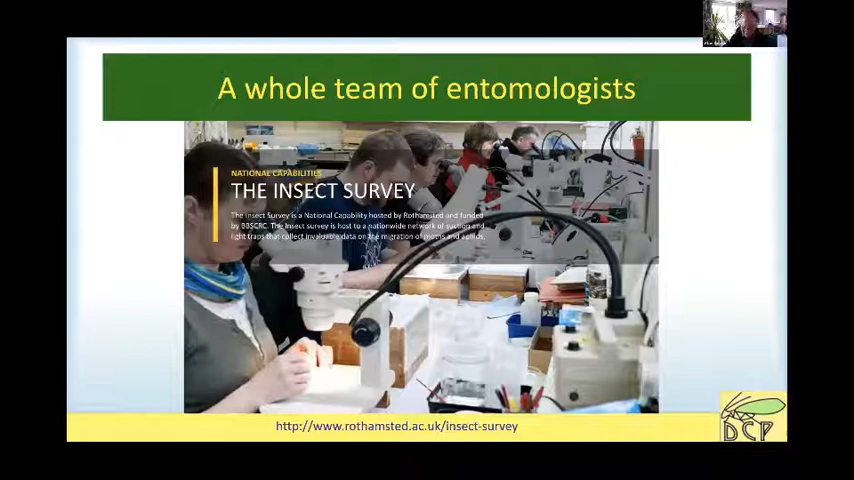 A whole team of entomologists
NATIONAL CAPABILITIES
THE INSECT SURVEY
The Insect Survey is a National Capability hosted by Rothamsted and funded
by BBSRC. The Insect survey is host to a nationwide network of suction and
light traps that collect invaluable data on the migration of moths and aphids.
http://www.rothamsted.ac.uk/insect-survey
DCP